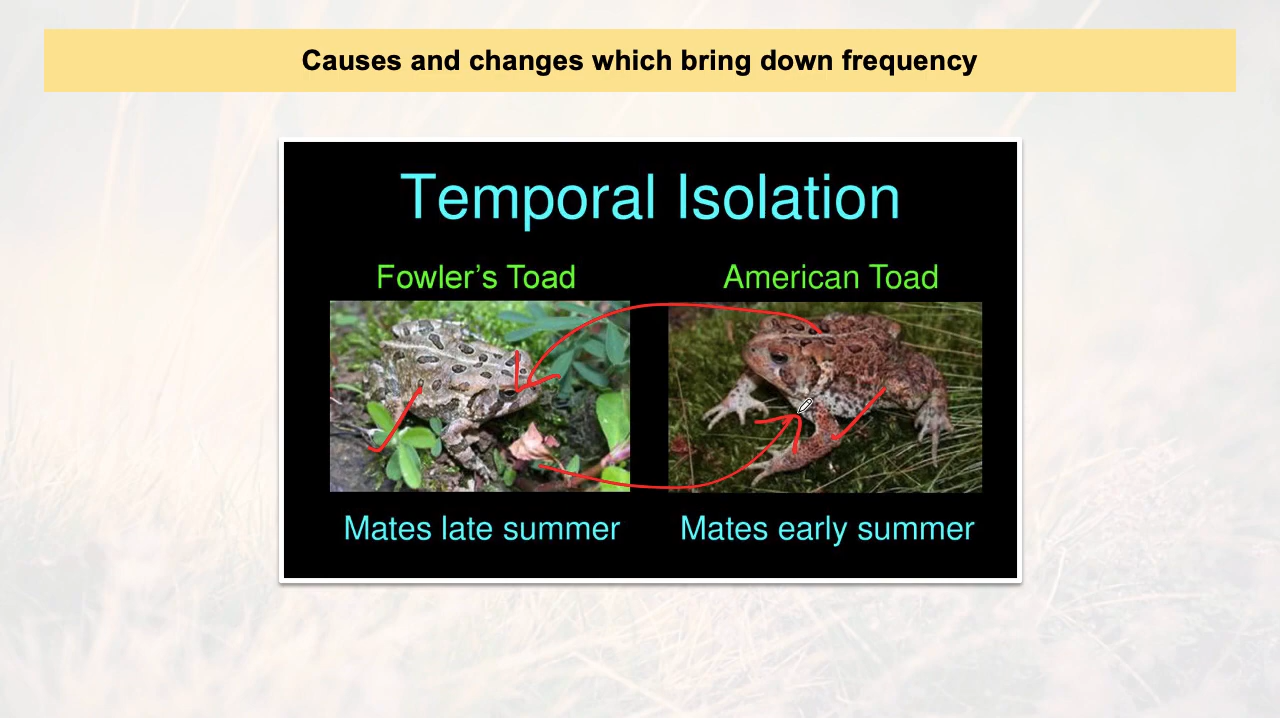 Causes and changes which bring down frequency
Temporal Isolation
Fowler's Toad
American Toad
Mates late summer
Mates early summer